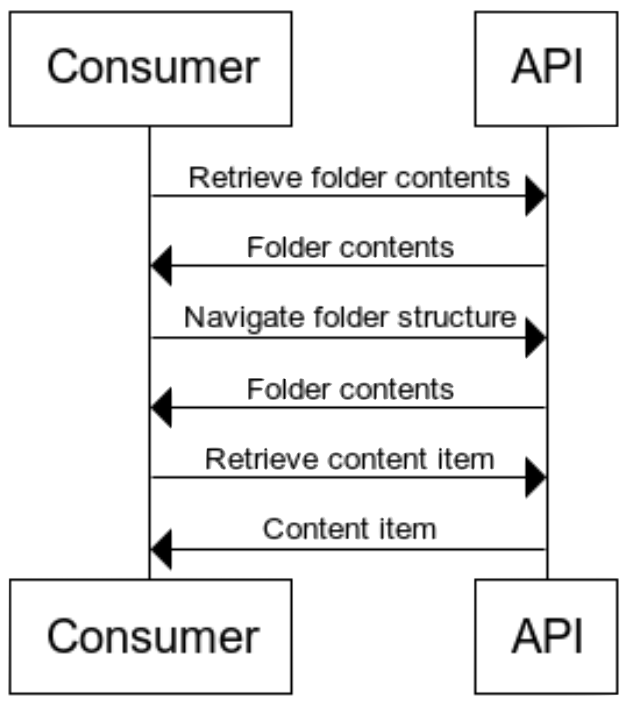 Consumer
API
Retrieve folder contents
Folder contents
Navigate folder structure
Folder contents
Retrieve content item
Content item
Consumer
API